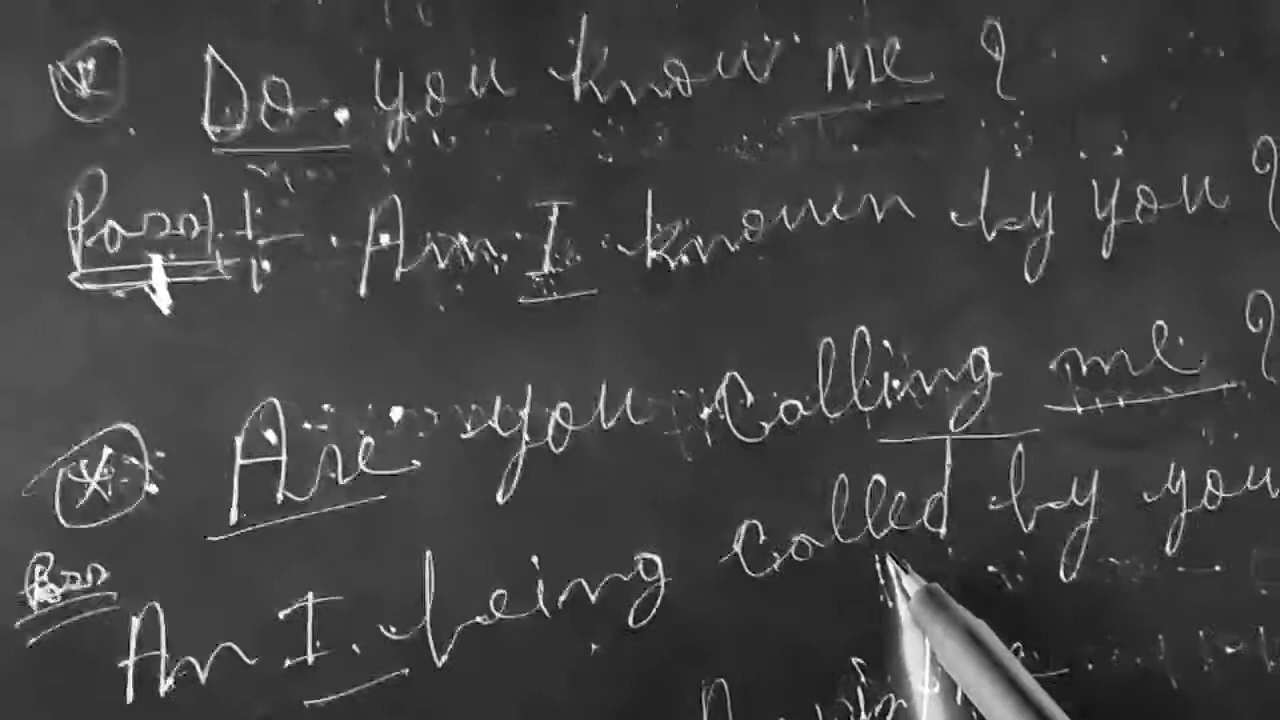 Do you know me ?
Am I known by you ?
Are you calling me ?
Am I being called by you